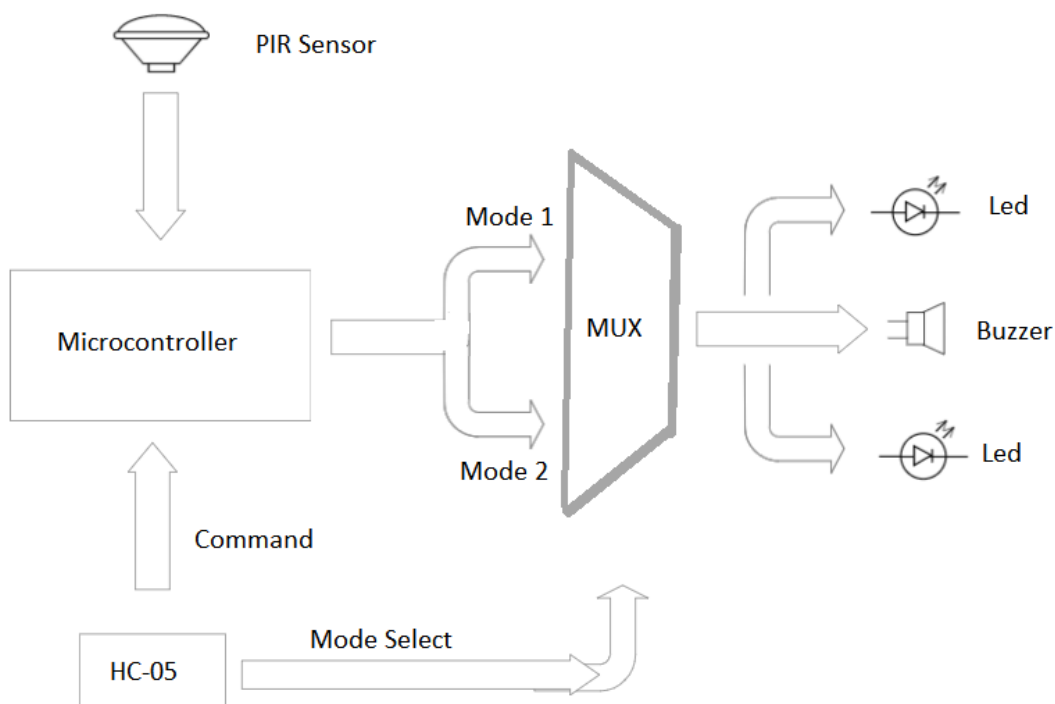 PIR Sensor
Mode 1
Led
Microcontroller
MUX
Buzzer
Mode 2
Led
Command
Mode Select
HC-05